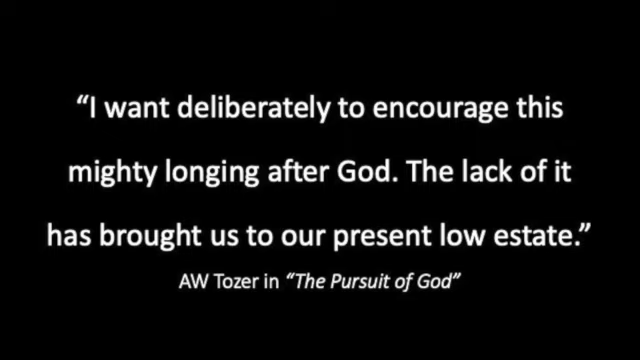 “I want deliberately to encourage this
mighty longing after God. The lack of it
has brought us to our present low estate.”
AW Tozer in “The Pursuit of God”